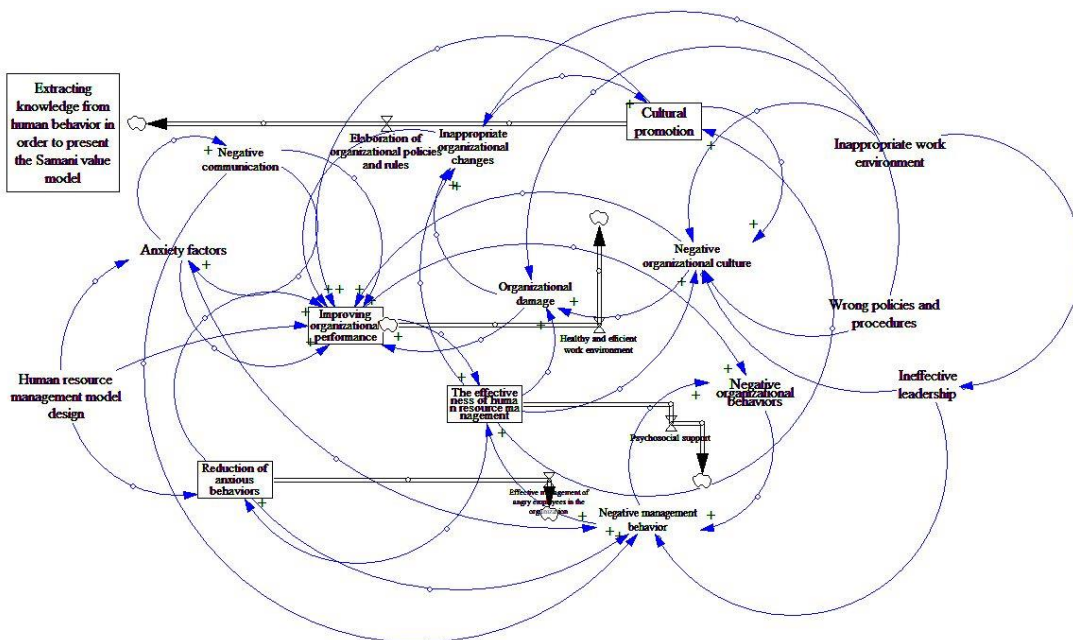 Extracting
knowledge from
human behavior in
order to present
the Samani value
model
Cultural
promotion
Elaboration of
organizational policies
and rules
Inappropriate
organizational
changes
Negative
communication
Inappropriate work
environment
Anxiety factors
Negative
organizational culture
Organizational
damage
Improving
organizational
performance
Healthy and efficient
work environment
Wrong policies and
procedures
Human resource
management model
design
The effective
ness of huma
n resource ma
nagement
Negative
organizational
behaviors
Ineffective
leadership
Psychosocial support
Reduction of
anxious behaviors
Effective management of
angry employees in the
organization
Negative management
behavior